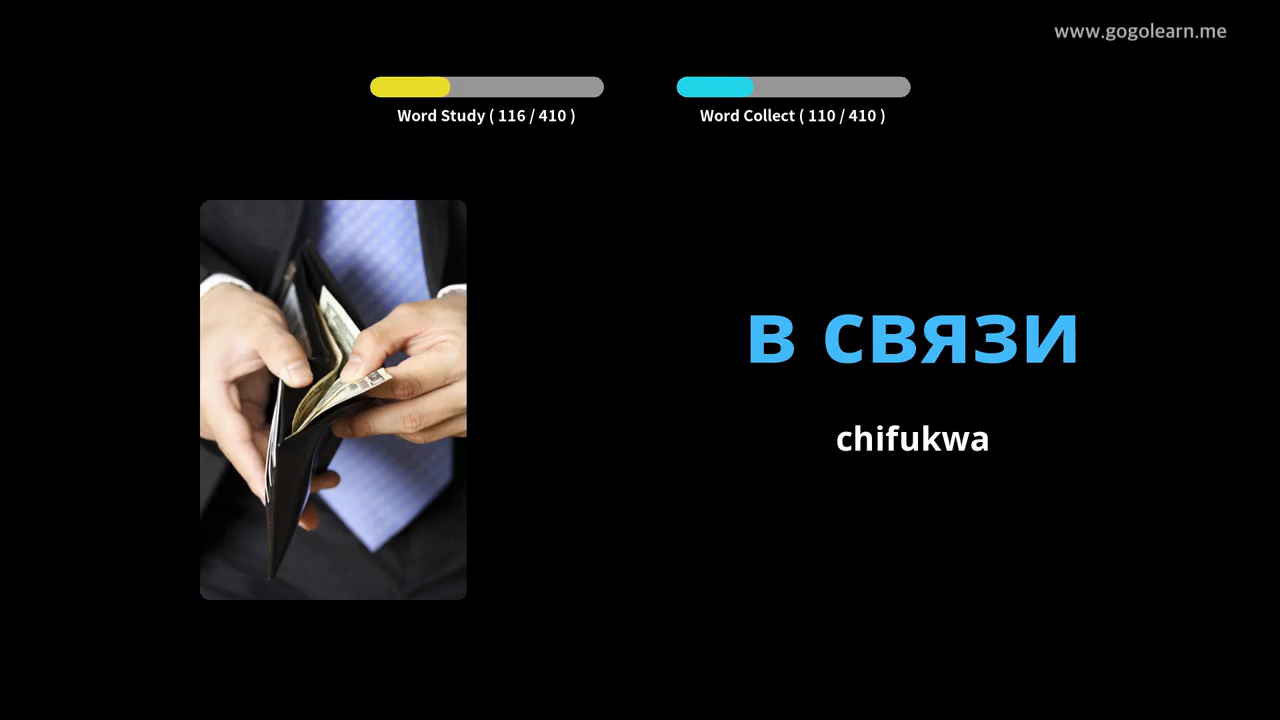 www.gogolearn.me
Word Study ( 116 / 410 )
Word Collect ( 110 / 410 )
в связи
chifukwa